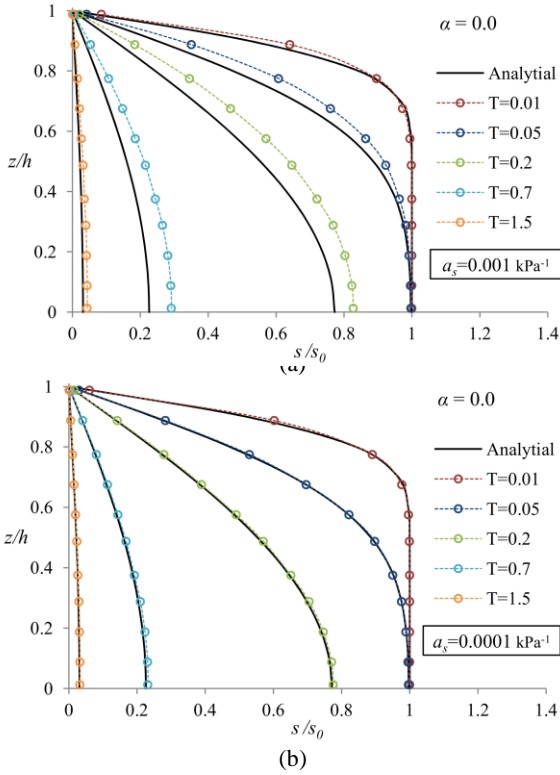 1
0.8
0.6
0.4
0.2
0
z/h
0 0.2 0.4 0.6 0.8 1 1.2 1.4
s/s0
α = 0.0
Analytial
T=0.01
T=0.05
T=0.2
T=0.7
T=1.5
as=0.001 kPa-1
(a)
1
0.8
0.6
0.4
0.2
0
z/h
0 0.2 0.4 0.6 0.8 1 1.2 1.4
s/s0
α = 0.0
Analytial
T=0.01
T=0.05
T=0.2
T=0.7
T=1.5
as=0.0001 kPa-1
(b)